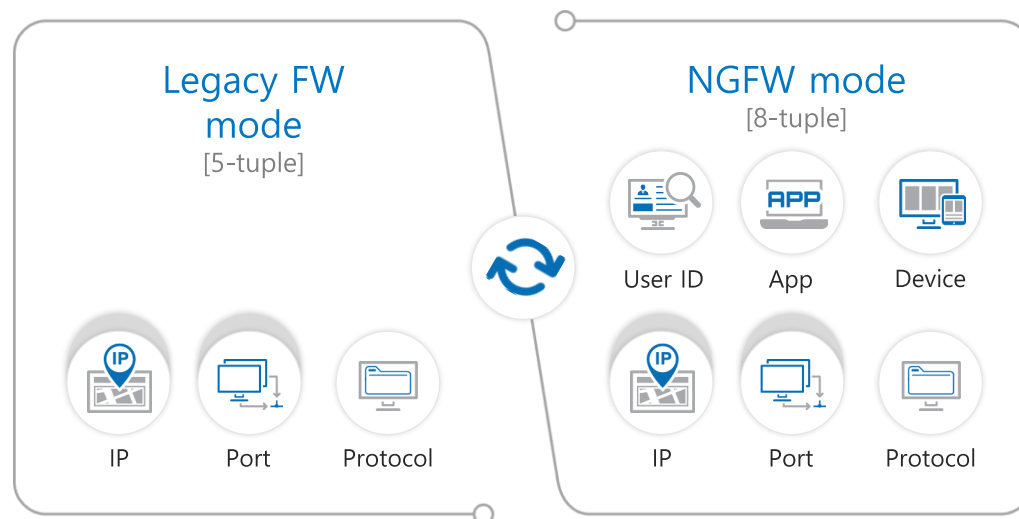 Legacy FW
mode
[5-tuple]
IP
IP
Port
Protocol
NGFW mode
[8-tuple]
APP
User ID
App
Device
IP
IP
Port
Protocol